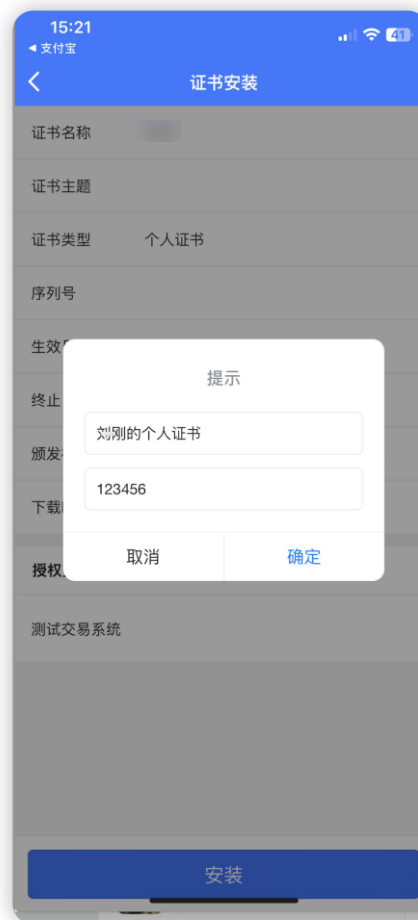 15:21
41
支付宝
证书安装
证书名称
证书主题
证书类型 个人证书
序列号
生效
提示
终止
刘刚的个人证书
颁发
123456
下载
取消 确定
授权
测试交易系统
安装